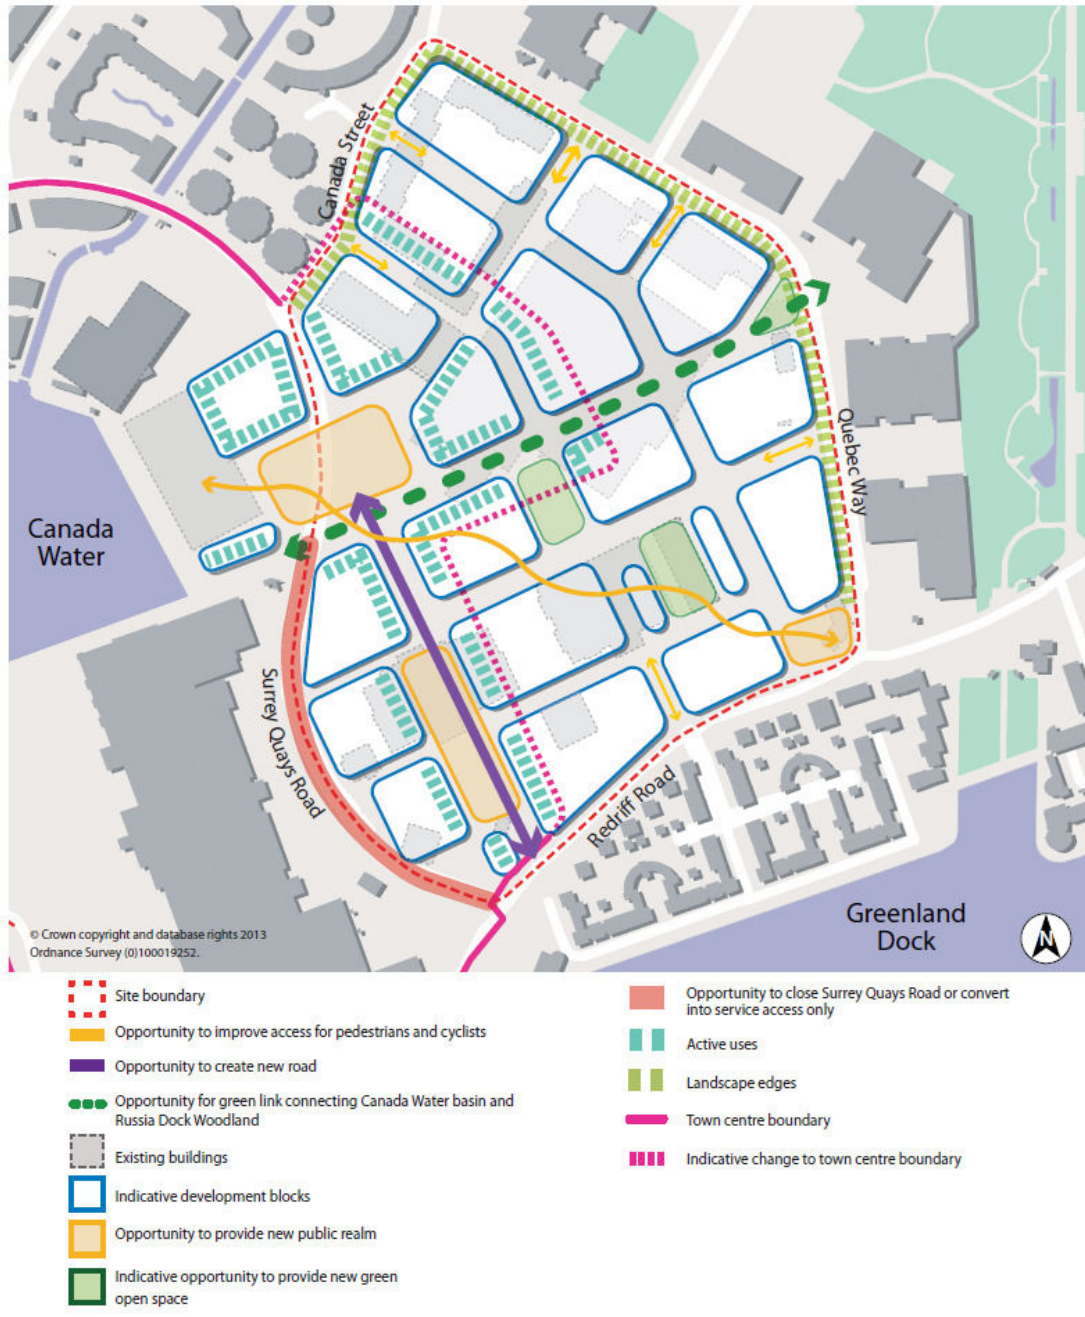 Canada Street
Canada
Water
Quebec Way
Surrey Quays Road
Redriff Road
Greenland
Dock
N
© Crown copyright and database rights 2013
Ordnance Survey (0)100019252.
Site boundary
Opportunity to improve access for pedestrians and cyclists
Opportunity to create new road
Opportunity for green link connecting Canada Water basin and
Russia Dock Woodland
Existing buildings
Indicative development blocks
Opportunity to provide new public realm
Indicative opportunity to provide new green
open space
Opportunity to close Surrey Quays Road or convert
into service access only
Active uses
Landscape edges
Town centre boundary
Indicative change to town centre boundary